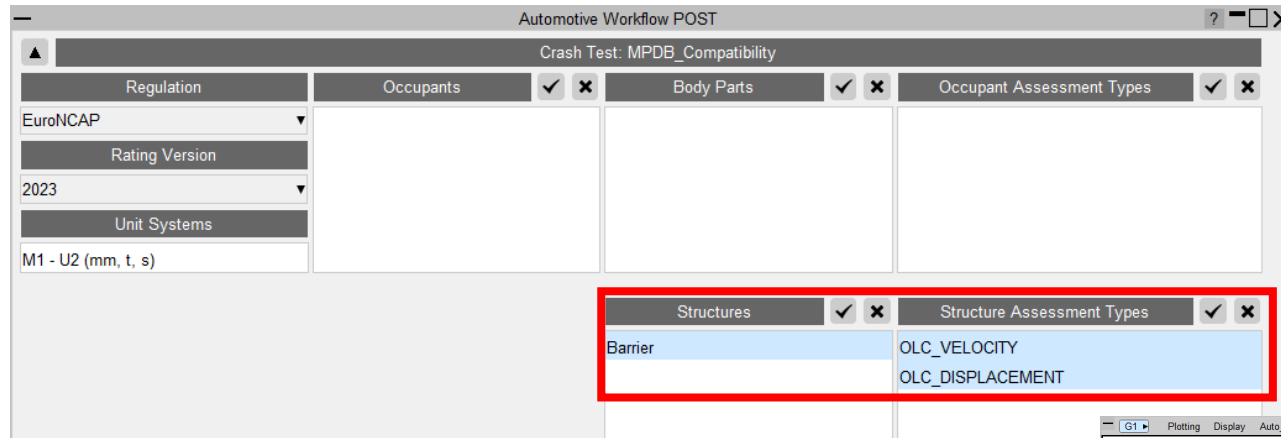 Automotive Workflow POST
?
Crash Test: MPDB_Compatibility
Regulation
Occupants
Body Parts
Occupant Assessment Types
EuroNCAP
Rating Version
2023
Unit Systems
M1 - U2 (mm, t, s)
Structures
Structure Assessment Types
Barrier
OLC_VELOCITY
OLC_DISPLACEMENT
G1 Plotting Display